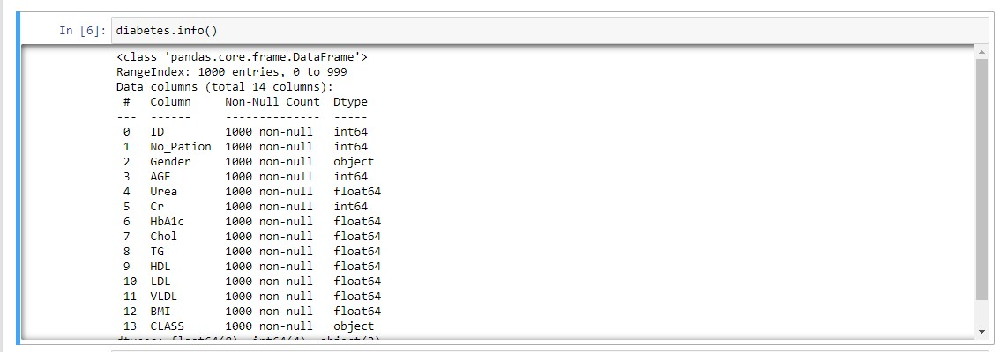 In [6]: diabetes.info()
<class 'pandas.core.frame.DataFrame'>
RangeIndex: 1000 entries, 0 to 999
Data columns (total 14 columns):
 #   Column     Non-Null Count  Dtype
---  ------     --------------  -----
 0   ID         1000 non-null   int64
 1   No_Pation  1000 non-null   int64
 2   Gender     1000 non-null   object
 3   AGE        1000 non-null   int64
 4   Urea       1000 non-null   float64
 5   Cr         1000 non-null   int64
 6   HbA1c      1000 non-null   float64
 7   Chol       1000 non-null   float64
 8   TG         1000 non-null   float64
 9   HDL        1000 non-null   float64
 10  LDL        1000 non-null   float64
 11  VLDL       1000 non-null   float64
 12  BMI        1000 non-null   float64
 13  CLASS      1000 non-null   object